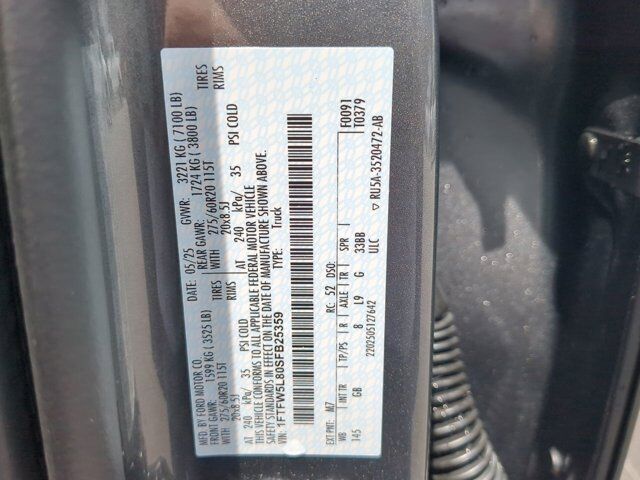 MFD. BY FORD MOTOR CO.
DATE: 05/25 GVWR: 3221 KG ( 7100 LB)
FRONT GAWR: 1599 KG ( 3525 LB) REAR GAWR: 1724 KG ( 3800 LB)
WITH 275/60R20 115T TIRES WITH 275/60R20 115T TIRES
20x8.5J RIMS 20x8.5J RIMS
AT 240 kPa/ 35 PSI COLD AT 240 kPa/ 35 PSI COLD
THIS VEHICLE CONFORMS TO ALL APPLICABLE FEDERAL MOTOR VEHICLE
SAFETY STANDARDS IN EFFECT ON THE DATE OF MANUFACTURE SHOWN ABOVE.
VIN: 1FTFW5L80SFB25359 TYPE: Truck
F0091
T0379
EXT PNT: M7 RC: 52 DSO:
WB INT TR TP/PS R AXLE TR SPR
145 GB 8 L9 G 33BB
2202505127642 ULC
▽ RU5A-3520472-AB